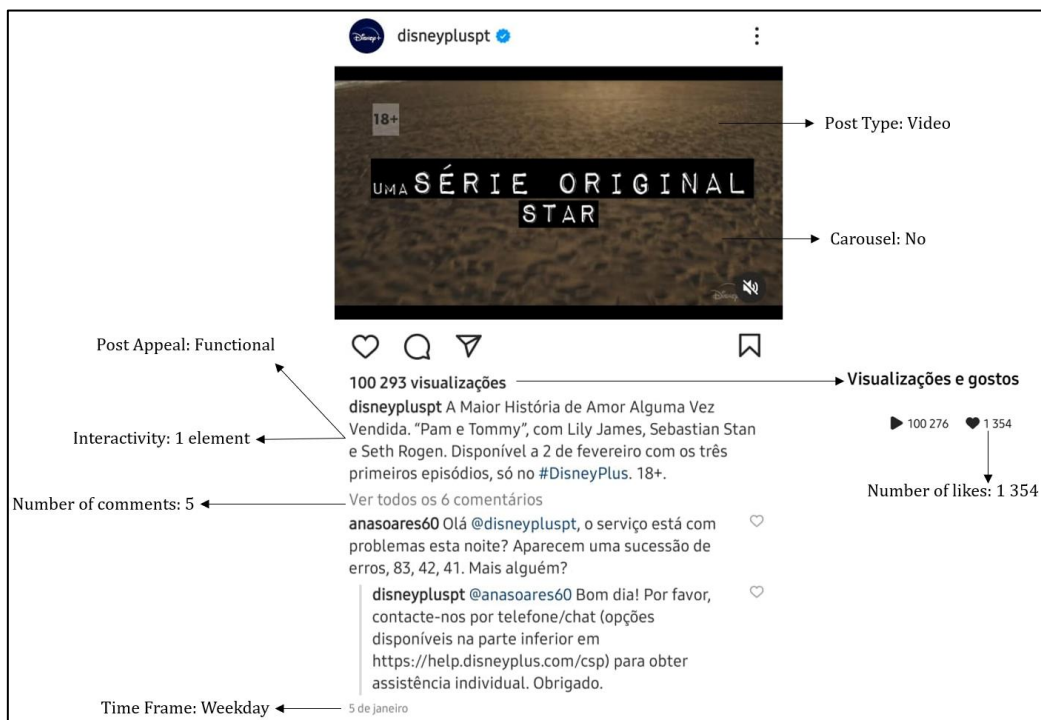 Disney+
disneypluspt
18+
UMA SÉRIE ORIGINAL
STAR
Disney
Post Type: Video
Carousel: No
Post Appeal: Functional
Interactivity: 1 element
Number of comments: 5
Time Frame: Weekday
100 293 visualizações
disneypluspt A Maior História de Amor Alguma Vez
Vendida. “Pam e Tommy”, com Lily James, Sebastian Stan
e Seth Rogen. Disponível a 2 de fevereiro com os três
primeiros episódios, só no #DisneyPlus. 18+.
Ver todos os 6 comentários
anasoares60 Olá @disneypluspt, o serviço está com
problemas esta noite? Aparecem uma sucessão de
erros, 83, 42, 41. Mais alguém?
disneypluspt @anasoares60 Bom dia! Por favor,
contacte-nos por telefone/chat (opções
disponíveis na parte inferior em
https://help.disneyplus.com/csp) para obter
assistência individual. Obrigado.
5 de janeiro
Visualizações e gostos
100 276 1 354
Number of likes: 1 354